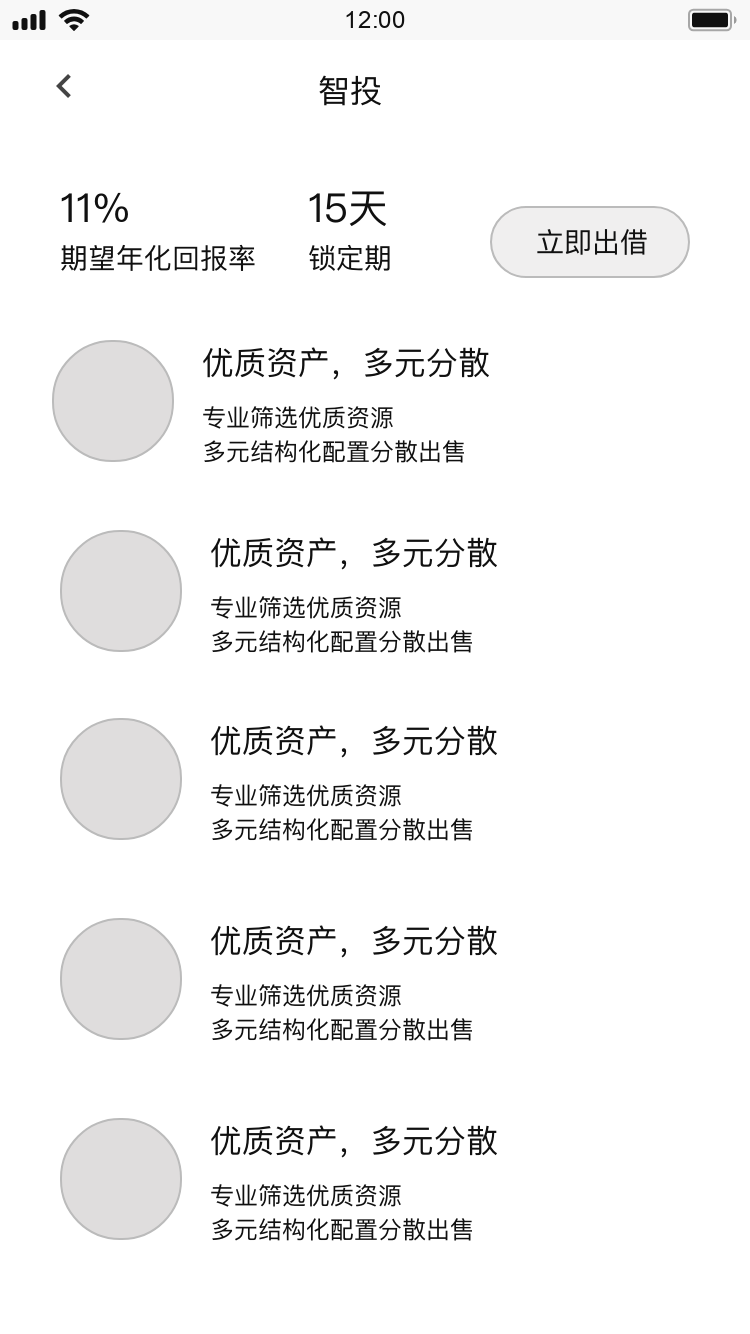 12:00
智投
11%
15天
期望年化回报率
锁定期
立即出借
优质资产，多元分散
专业筛选优质资源
多元结构化配置分散出售
优质资产，多元分散
专业筛选优质资源
多元结构化配置分散出售
优质资产，多元分散
专业筛选优质资源
多元结构化配置分散出售
优质资产，多元分散
专业筛选优质资源
多元结构化配置分散出售
优质资产，多元分散
专业筛选优质资源
多元结构化配置分散出售